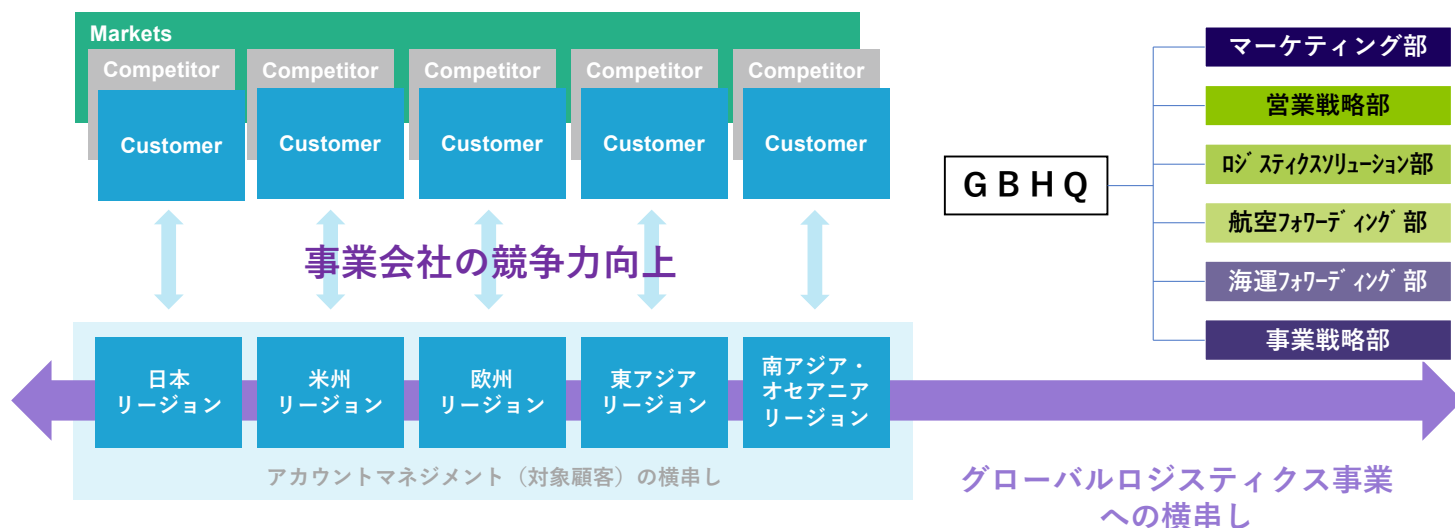 Markets
Competitor
Competitor
Competitor
Competitor
Competitor
Customer
Customer
Customer
Customer
Customer
事業会社の競争力向上
日本
リージョン
米州
リージョン
欧州
リージョン
東アジア
リージョン
南アジア・
オセアニア
リージョン
アカウントマネジメント（対象顧客）の横串し
グローバルロジスティクス事業
への横串し
ＧＢＨＱ
マーケティング部
営業戦略部
ﾛｼﾞｽﾃｨｸｽソリューション部
航空ﾌｫﾜｰﾃﾞｨﾝｸﾞ部
海運ﾌｫﾜｰﾃﾞｨﾝｸﾞ部
事業戦略部